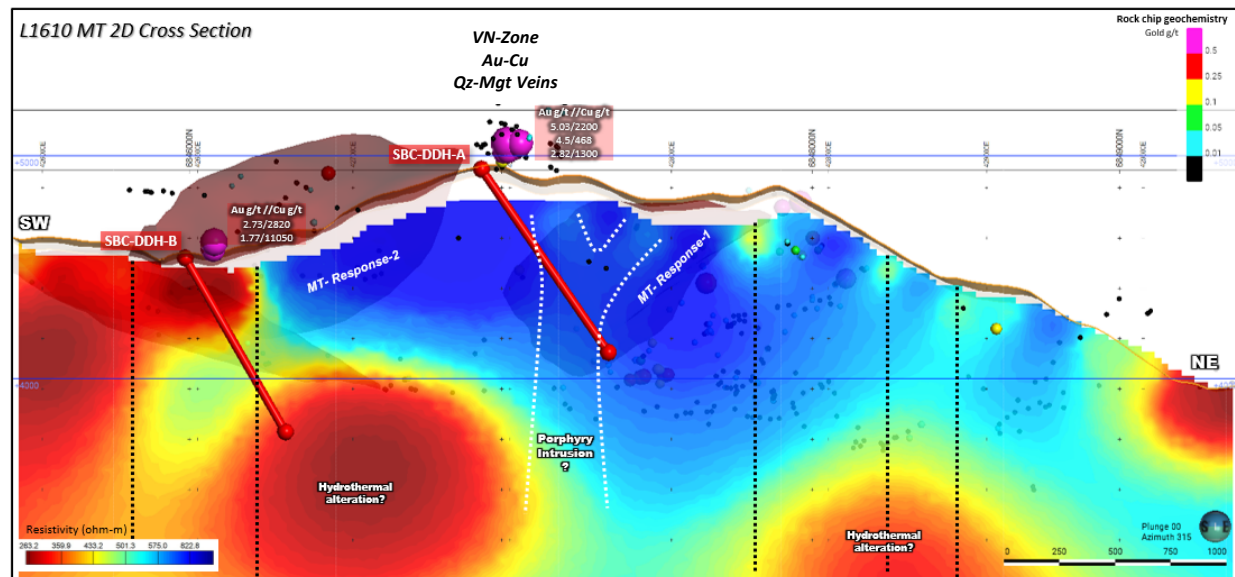 L1610 MT 2D Cross Section
VN-Zone
Au-Cu
Qz-Mgt Veins
Rock chip geochemistry
Gold g/t
0.5
0.25
0.1
0.05
0.01
Au g/t //Cu g/t
5.03/2200
4.5/468
2.82/1300
SBC-DDH-A
+5000
SW
Au g/t //Cu g/t
2.73/2820
1.77/11050
SBC-DDH-B
MT- Response-2
MT- Response-1
NE
+4000
Porphyry
Intrusion
?
Hydrothermal
alteration?
Hydrothermal
alteration?
Resistivity (ohm-m)
283.2 359.9 433.2 501.3 575.0 822.8
Plunge 00
Azimuth 315
S E
0 250 500 750 1000